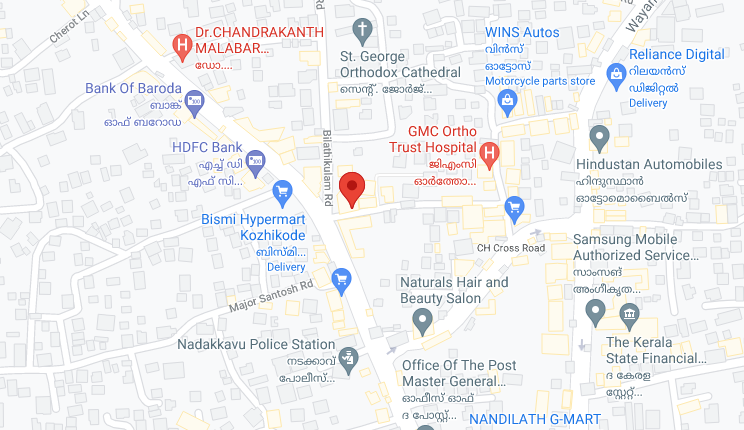 Cherot Ln
Dr.CHANDRAKANTH
MALABAR...
ഡോ....
St. George
Orthodox Cathedral
സെന്റ്. ജോർജ്...
WINS Autos
വിൻസ്
ഓട്ടോസ്
Motorcycle parts store
Wayan
Reliance Digital
റിലയൻസ്
ഡിജിറ്റൽ
Delivery
Bank Of Baroda
ബാങ്ക്
ഓഫ് ബറോഡ
HDFC Bank
എച്ച് ഡി
എഫ് സി...
Bilathikulam Rd
GMC Ortho
Trust Hospital
ജിഎംസി
ഓർത്തോ...
Hindustan Automobiles
ഹിന്ദുസ്ഥാൻ
ഓട്ടോമൊബൈൽസ്
Bismi Hypermart
Kozhikode
ബിസ്മി...
Delivery
CH Cross Road
Samsung Mobile
Authorized Service...
സാംസങ്
അംഗീകൃത...
Major Santosh Rd
Naturals Hair and
Beauty Salon
Nadakkavu Police Station
നടക്കാവ്
പോലീസ്...
The Kerala
State Financial...
ദ കേരള
സ്റ്റേറ്റ്...
Office Of The Post
Master General...
ഓഫീസ് ഓഫ്
ദ പോസ്റ്റ്...
NANDILATH G-MART